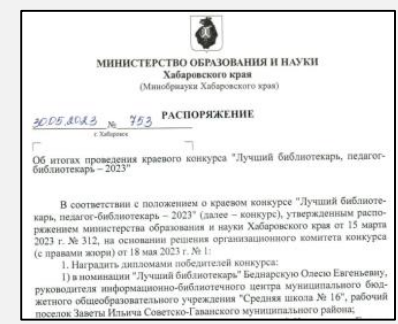 МИНИСТЕРСТВО ОБРАЗОВАНИЯ И НАУКИ
Хабаровского края
(Минобрнауки Хабаровского края)
РАСПОРЯЖЕНИЕ
30.05.2023 № 753
г. Хабаровск
Об итогах проведения краевого конкурса "Лучший библиотекарь, педагог-
библиотекарь – 2023"
В соответствии с положением о краевом конкурсе "Лучший библиоте-
карь, педагог-библиотекарь – 2023" (далее – конкурс), утвержденным распо-
ряжением министерства образования и науки Хабаровского края от 15 марта
2023 г. № 312, на основании решения организационного комитета конкурса
(с правами жюри) от 18 мая 2023 г. № 1:
1. Наградить дипломами победителей конкурса:
1) в номинации "Лучший библиотекарь" Беднарскую Олесю Евгеньевну,
руководителя информационно-библиотечного центра муниципального бюд-
жетного общеобразовательного учреждения "Средняя школа № 16", рабочий
поселок Заветы Ильича Советско-Гаванского муниципального района;